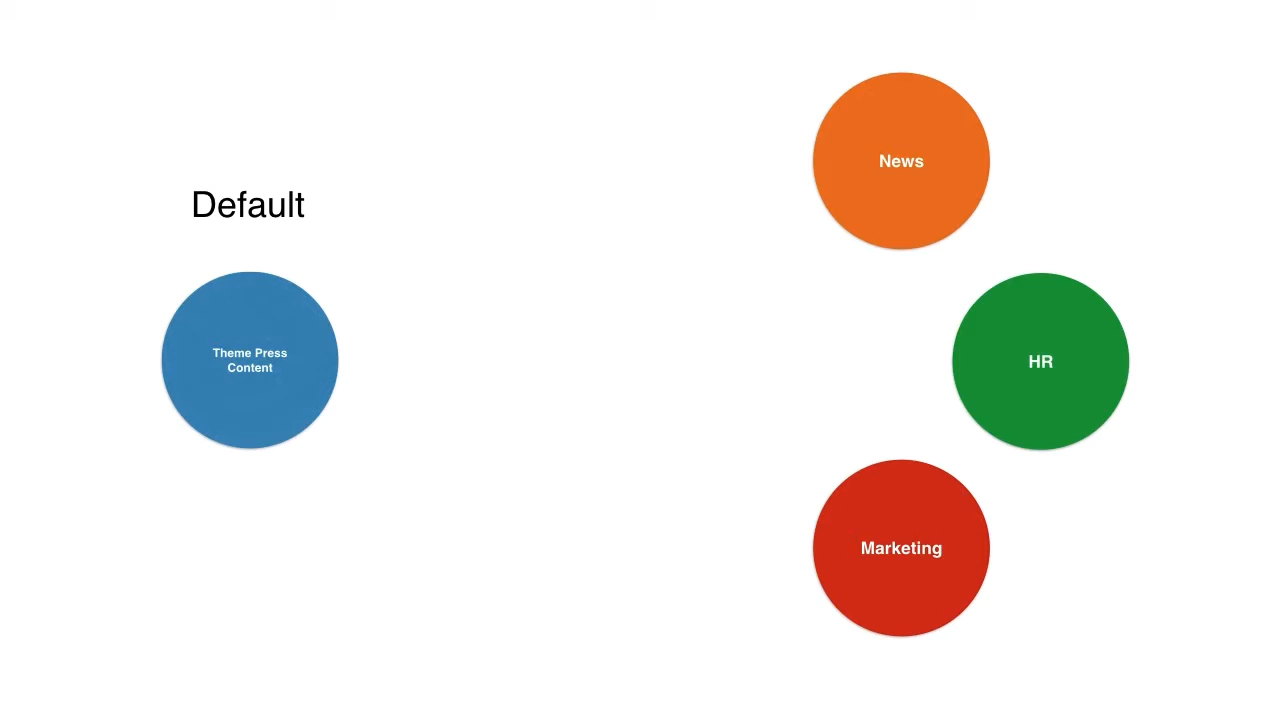 Default
Theme Press
Content
News
HR
Marketing